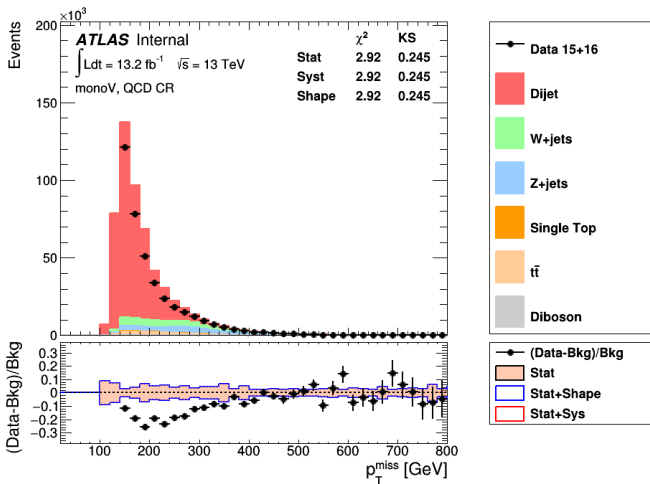 ×10³
Events
200
150
100
50
0
ATLAS Internal
∫Ldt = 13.2 fb⁻¹ √s = 13 TeV
monoV, QCD CR
χ² KS
Stat 2.92 0.245
Syst 2.92 0.245
Shape 2.92 0.245
Data 15+16
Dijet
W+jets
Z+jets
Single Top
tt̄
Diboson
(Data-Bkg)/Bkg
0.3
0.2
0.1
0
−0.1
−0.2
−0.3
100 200 300 400 500 600 700 800
p_T^miss [GeV]
(Data-Bkg)/Bkg
Stat
Stat+Shape
Stat+Sys